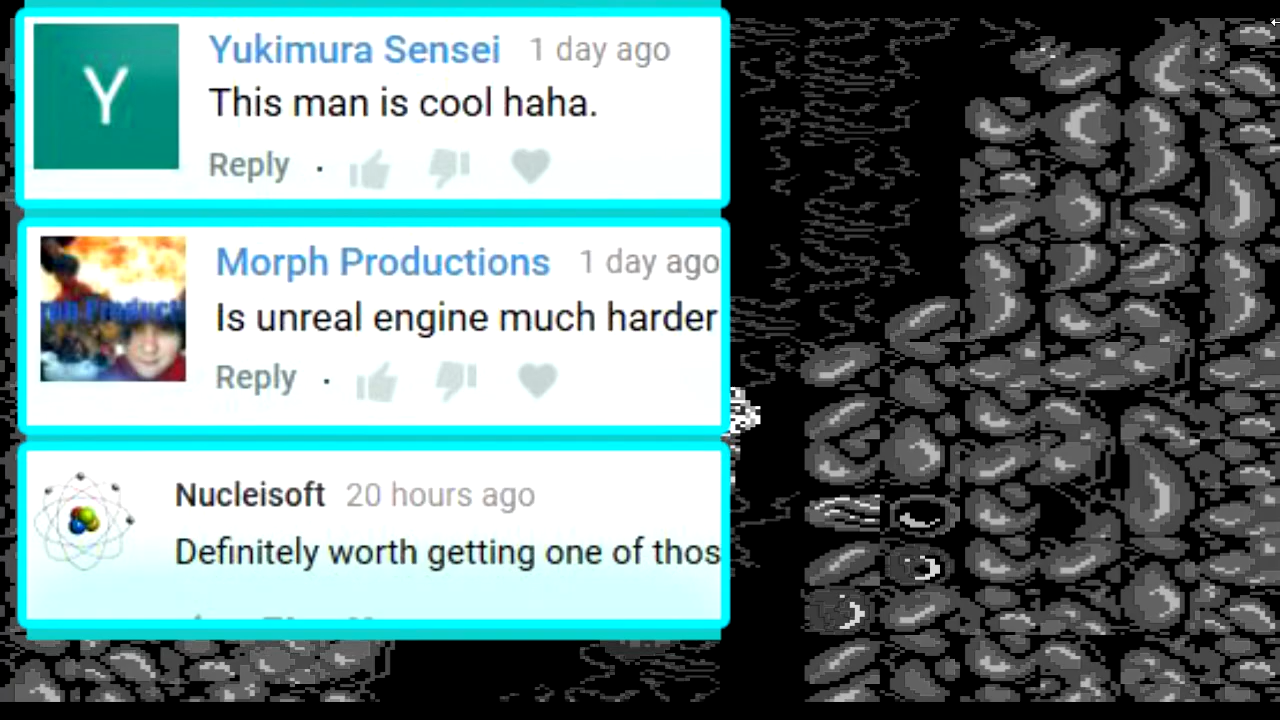 Y
Yukimura Sensei 1 day ago
This man is cool haha.
Reply ·
Morph Productions 1 day ago
Is unreal engine much harder
Reply ·
Nucleisoft 20 hours ago
Definitely worth getting one of thos